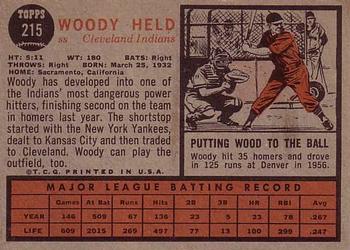 TOPPS
215
WOODY HELD
ss Cleveland Indians
HT: 5:11 WT: 180 BATS: Right
THROWS: Right BORN: March 25, 1932
HOME: Sacramento, California
Woody has developed into one of
the Indians' most dangerous power
hitters, finishing second on the team
in homers last year. The shortstop
started with the New York Yankees,
dealt to Kansas City and then traded
to Cleveland. Woody can play the
outfield, too.
© T.C.G. PRINTED IN U.S.A.
PUTTING WOOD TO THE BALL
Woody hit 35 homers and drove
in 125 runs at Denver in 1956.
MAJOR LEAGUE BATTING RECORD
Games At Bat Runs Hits 2B 3B HR RBI Avg.
YEAR 146 509 67 136 23 5 23 78 .267
LIFE 609 2015 269 497